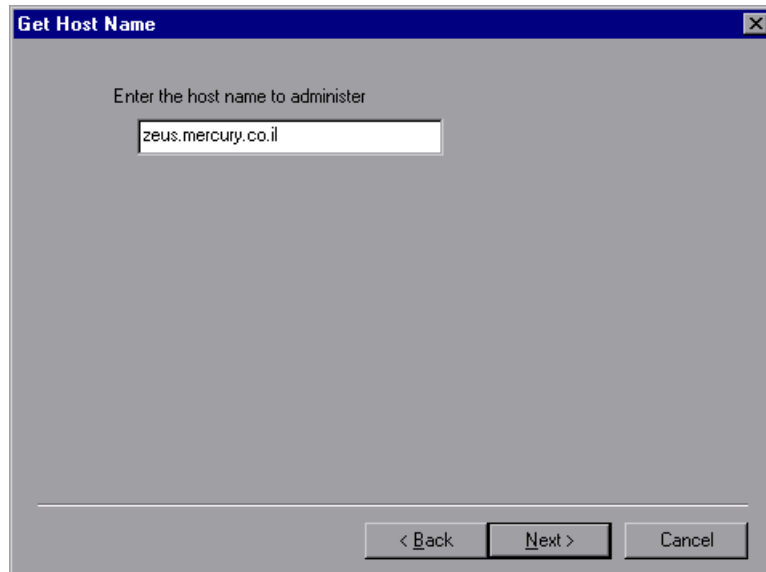 Get Host Name
Enter the host name to administer
zeus.mercury.co.il
< Back Next > Cancel